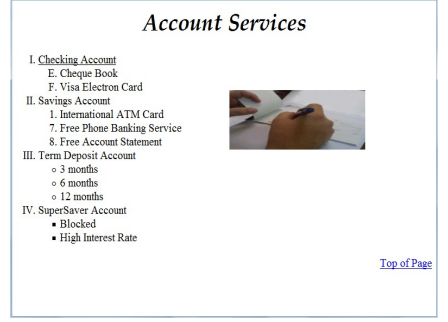 Account Services
I. Checking Account
E. Cheque Book
F. Visa Electron Card
II. Savings Account
1. International ATM Card
7. Free Phone Banking Service
8. Free Account Statement
III. Term Deposit Account
○ 3 months
○ 6 months
○ 12 months
IV. SuperSaver Account
▪ Blocked
▪ High Interest Rate
Top of Page